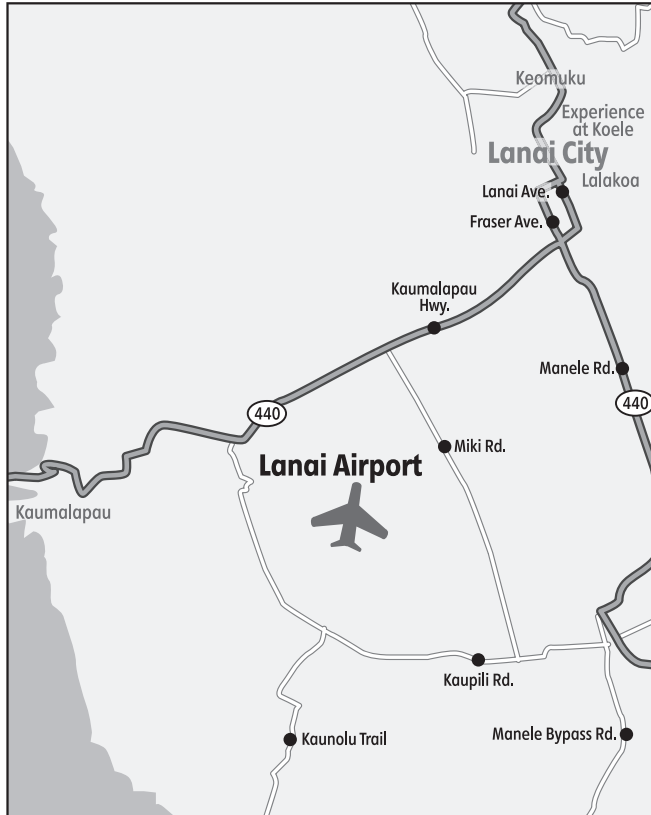 Keomuku
Experience
at Koele
Lanai City
Lanai Ave.
Lalakoa
Fraser Ave.
Kaumalapau
Hwy.
Manele Rd.
440
440
Miki Rd.
Lanai Airport
Kaumalapau
Kaupili Rd.
Kaunolu Trail
Manele Bypass Rd.